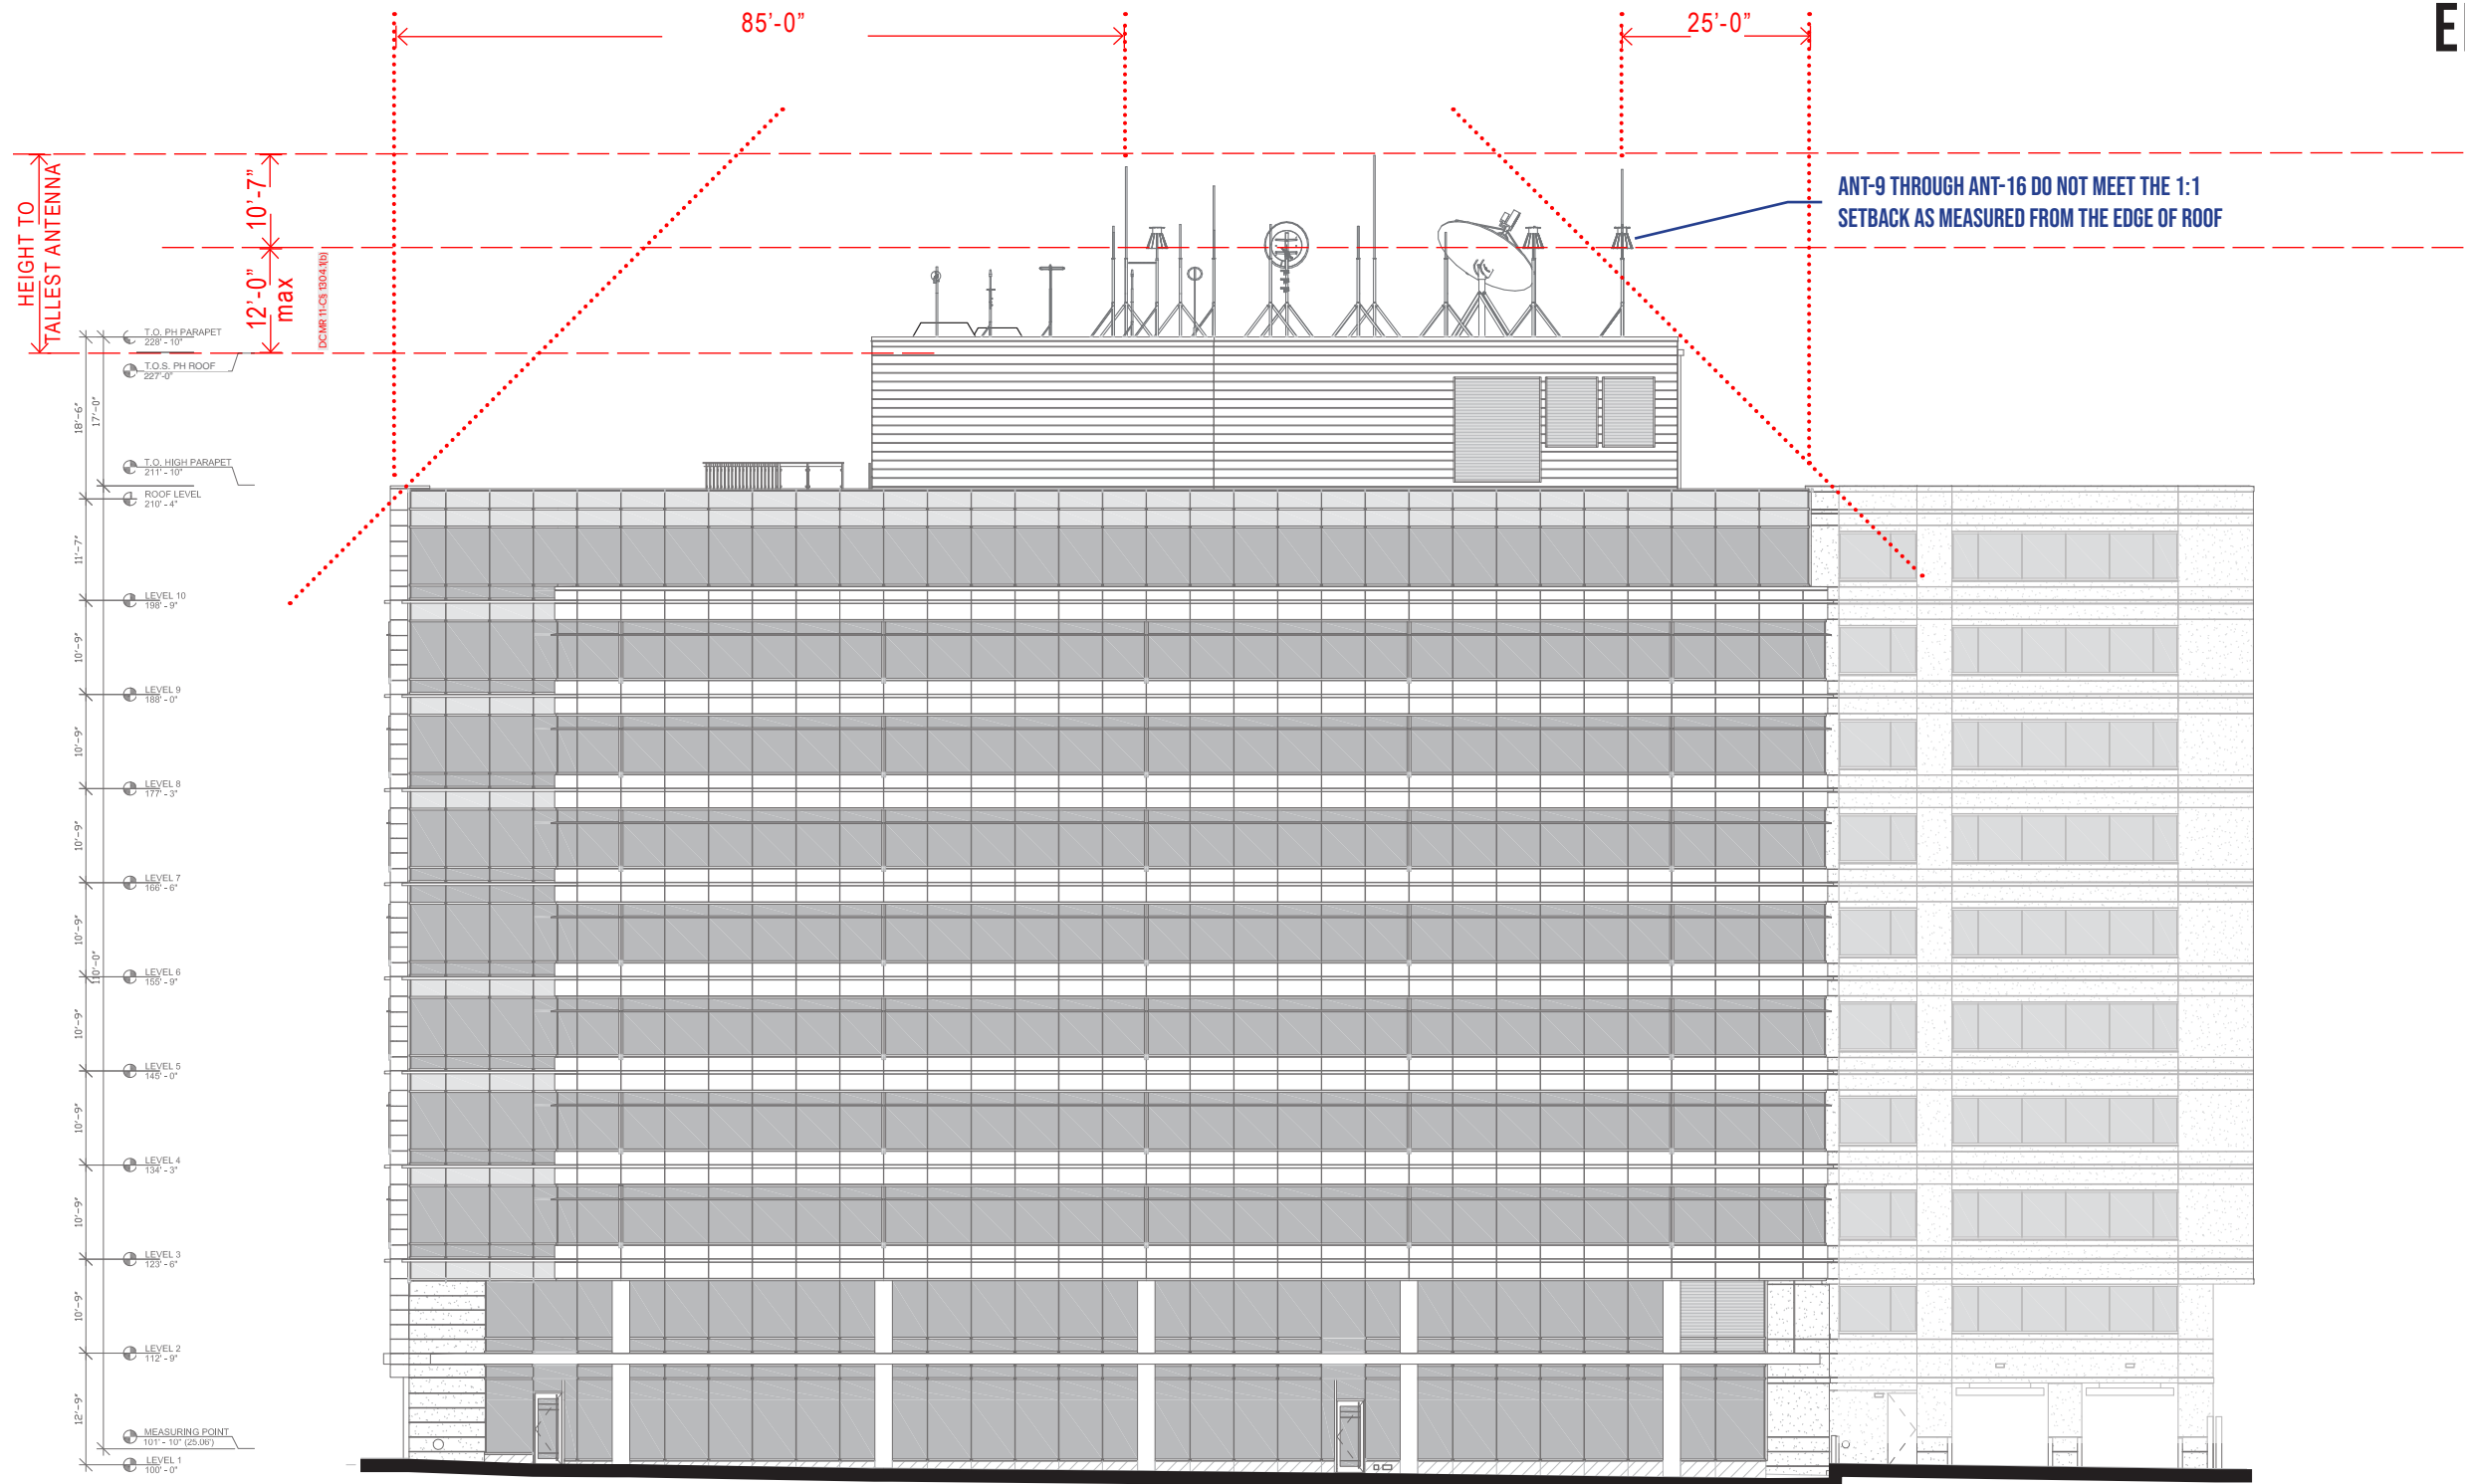 85’-0”
25’-0”
HEIGHT TO
TALLEST ANTENNA
10’-7”
12’-0”
max
DCMR 11-C§ 1304.1(b)
ANT-9 THROUGH ANT-16 DO NOT MEET THE 1:1
SETBACK AS MEASURED FROM THE EDGE OF ROOF
T.O. PH PARAPET
228' - 10"
T.O.S. PH ROOF
227'-0"
18'-6"
17'-0"
T.O. HIGH PARAPET
211' - 10"
ROOF LEVEL
210' - 4"
11'-7"
LEVEL 10
198' - 9"
10'-9"
LEVEL 9
188' - 0"
10'-9"
LEVEL 8
177' - 3"
10'-9"
LEVEL 7
166' - 6"
10'-9"
110'-0"
LEVEL 6
155' - 9"
10'-9"
LEVEL 5
145' - 0"
10'-9"
LEVEL 4
134' - 3"
10'-9"
LEVEL 3
123' - 6"
10'-9"
LEVEL 2
112' - 9"
12'-9"
MEASURING POINT
101' - 10" (25.06')
LEVEL 1
100' - 0"